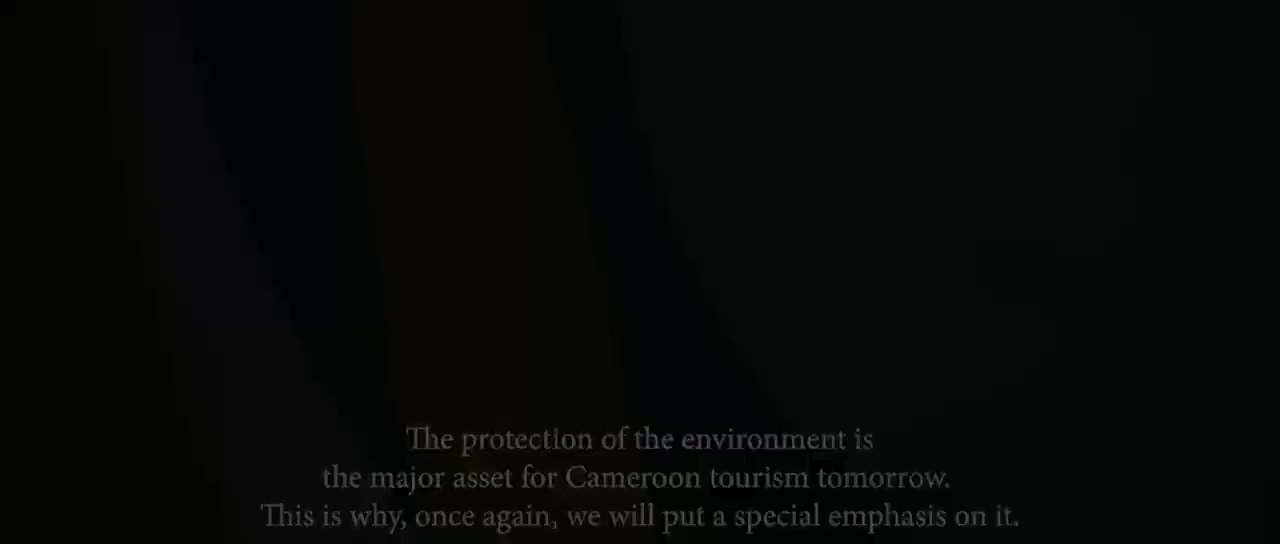 The protection of the environment is
the major asset for Cameroon tourism tomorrow.
This is why, once again, we will put a special emphasis on it.